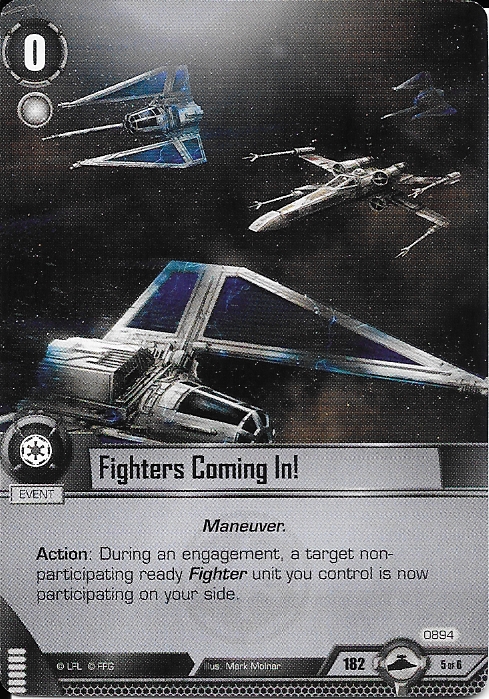 0
Fighters Coming In!
EVENT
Maneuver.
Action: During an engagement, a target non-
participating ready Fighter unit you control is now
participating on your side.
0894
© LFL © FFG
Illus. Mark Molnar
182
5 of 6